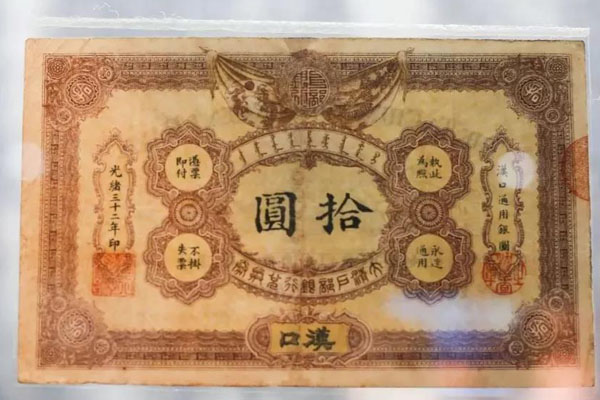 漢口通用銀圓
執此
為照
憑票
即付
拾圓
永遠
通用
不掛
失票
大清戶部銀行兌換券
漢口
光緒三十二年印